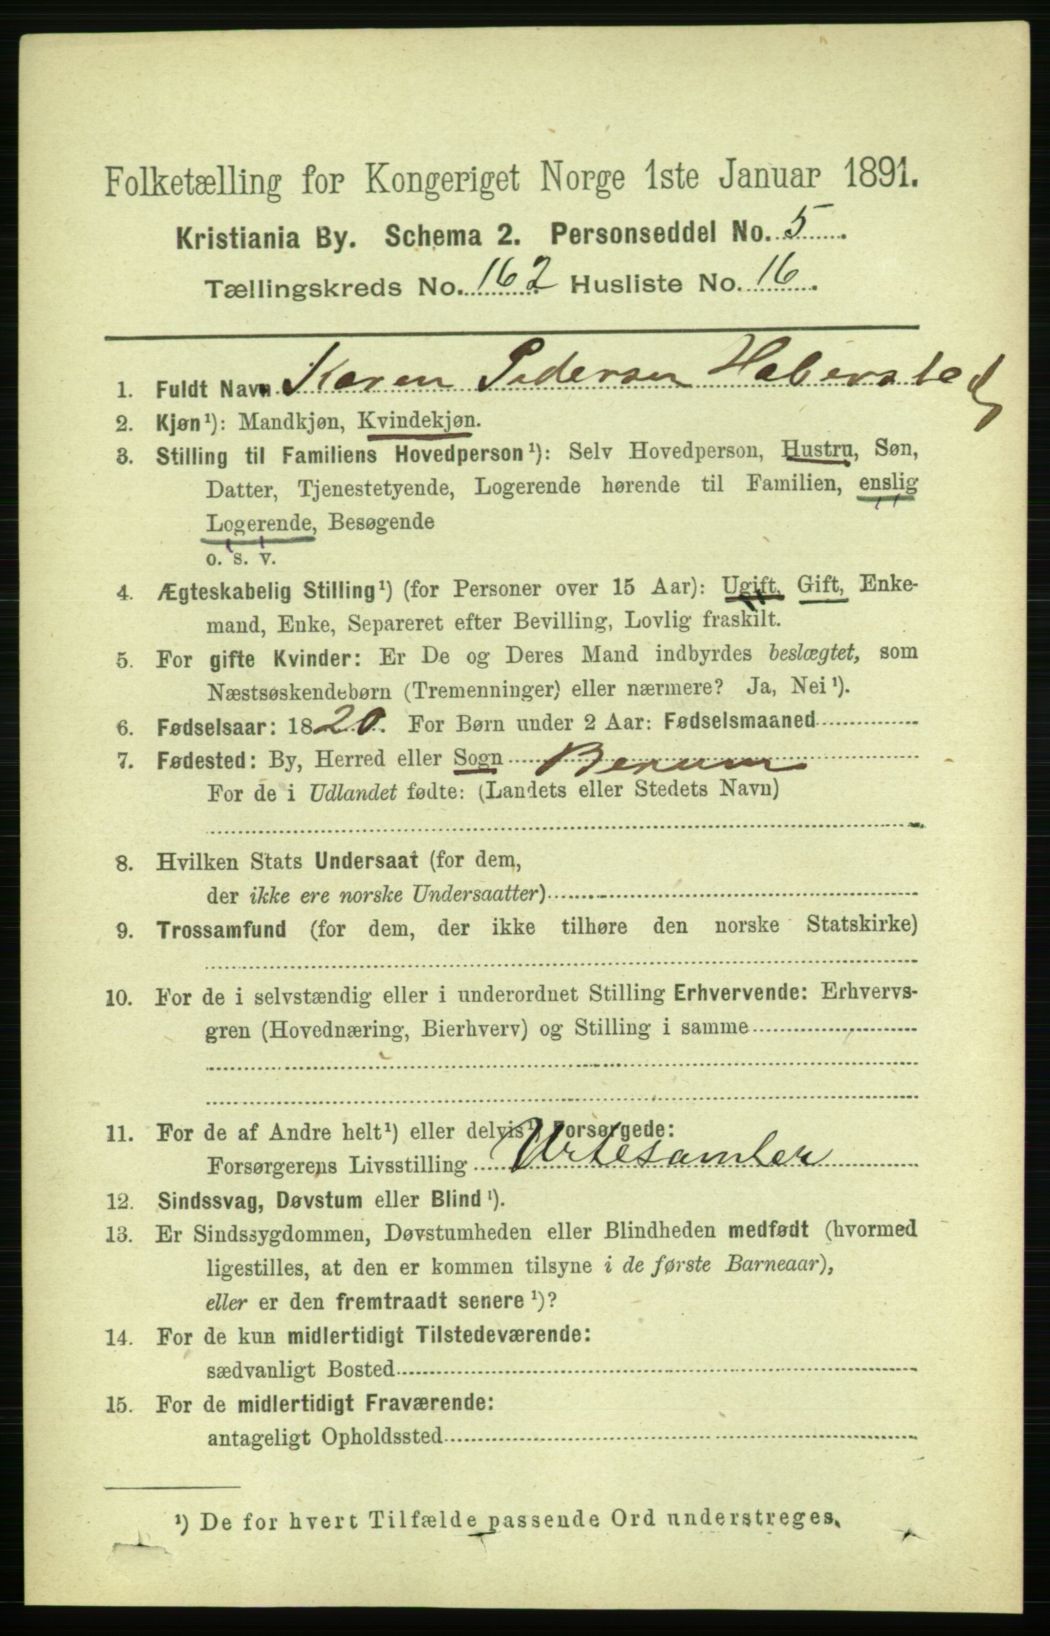 Folketælling for Kongeriget Norge 1ste Januar 1891.
Kristiania By. Schema 2. Personseddel No. 5.
Tællingskreds No. 162 Husliste No. 16.
1. Fuldt Navn Karen Pedersen
2. Kjøn¹): Mandkjøn, Kvindekjøn.
3. Stilling til Familiens Hovedperson¹): Selv Hovedperson, Hustru, Søn,
Datter, Tjenestetyende, Logerende hørende til Familien, enslig
Logerende, Besøgende
o. s. v.
4. Ægteskabelig Stilling¹) (for Personer over 15 Aar): Ugift, Gift, Enke-
mand, Enke, Separeret efter Bevilling, Lovlig fraskilt.
5. For gifte Kvinder: Er De og Deres Mand indbyrdes beslægtet, som
Næstsøskendebørn (Tremenninger) eller nærmere? Ja, Nei¹).
6. Fødselsaar: 1820. For Børn under 2 Aar: Fødselsmaaned
7. Fødested: By, Herred eller Sogn Berum
For de i Udlandet fødte: (Landets eller Stedets Navn)
8. Hvilken Stats Undersaat (for dem,
der ikke ere norske Undersaatter)
9. Trossamfund (for dem, der ikke tilhøre den norske Statskirke)
10. For de i selvstændig eller i underordnet Stilling Erhvervende: Erhvervs-
gren (Hovednæring, Bierhverv) og Stilling i samme
11. For de af Andre helt¹) eller delvis¹) Forsørgede:
Forsørgerens Livsstilling Urtesamler
12. Sindssvag, Døvstum eller Blind¹).
13. Er Sindssygdommen, Døvstumheden eller Blindheden medfødt (hvormed
ligestilles, at den er kommen tilsyne i de første Barneaar),
eller er den fremtraadt senere¹)?
14. For de kun midlertidigt Tilstedeværende:
sædvanligt Bosted
15. For de midlertidigt Fraværende:
antageligt Opholdssted
¹) De for hvert Tilfælde passende Ord understreges.